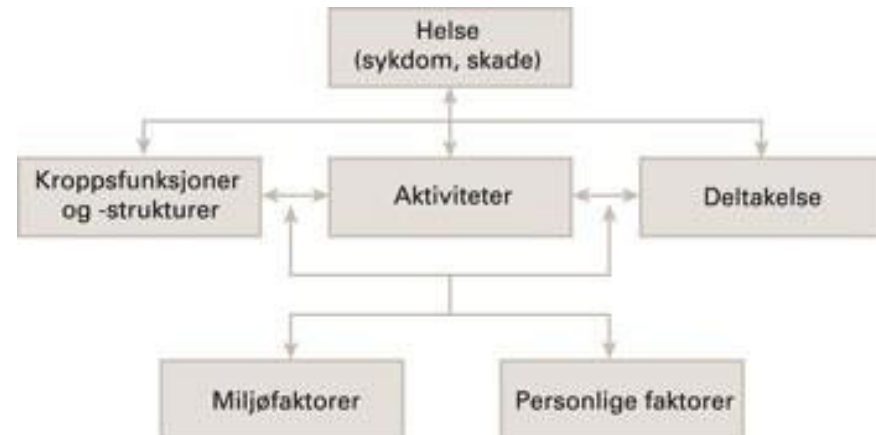 Helse
(sykdom, skade)
Kroppsfunksjoner
og -strukturer
Aktiviteter
Deltakelse
Miljøfaktorer
Personlige faktorer